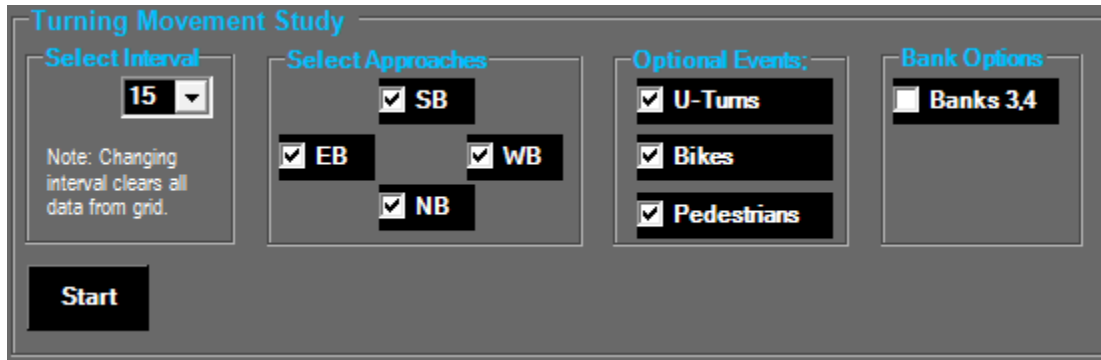 Turning Movement Study
Select Interval
15
Note: Changing
interval clears all
data from grid.
Select Approaches
SB
EB
WB
NB
Optional Events:
U-Turns
Bikes
Pedestrians
Bank Options
Banks 3,4
Start